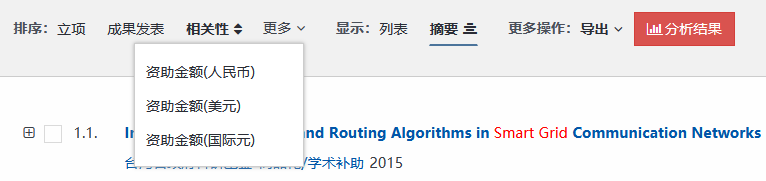 排序： 立项 成果发表 相关性 更多 显示： 列表 摘要 更多操作： 导出 分析结果
资助金额(人民币)
资助金额(美元)
资助金额(国际元)
1.1. and Routing Algorithms in Smart Grid Communication Networks
/学术补助 2015